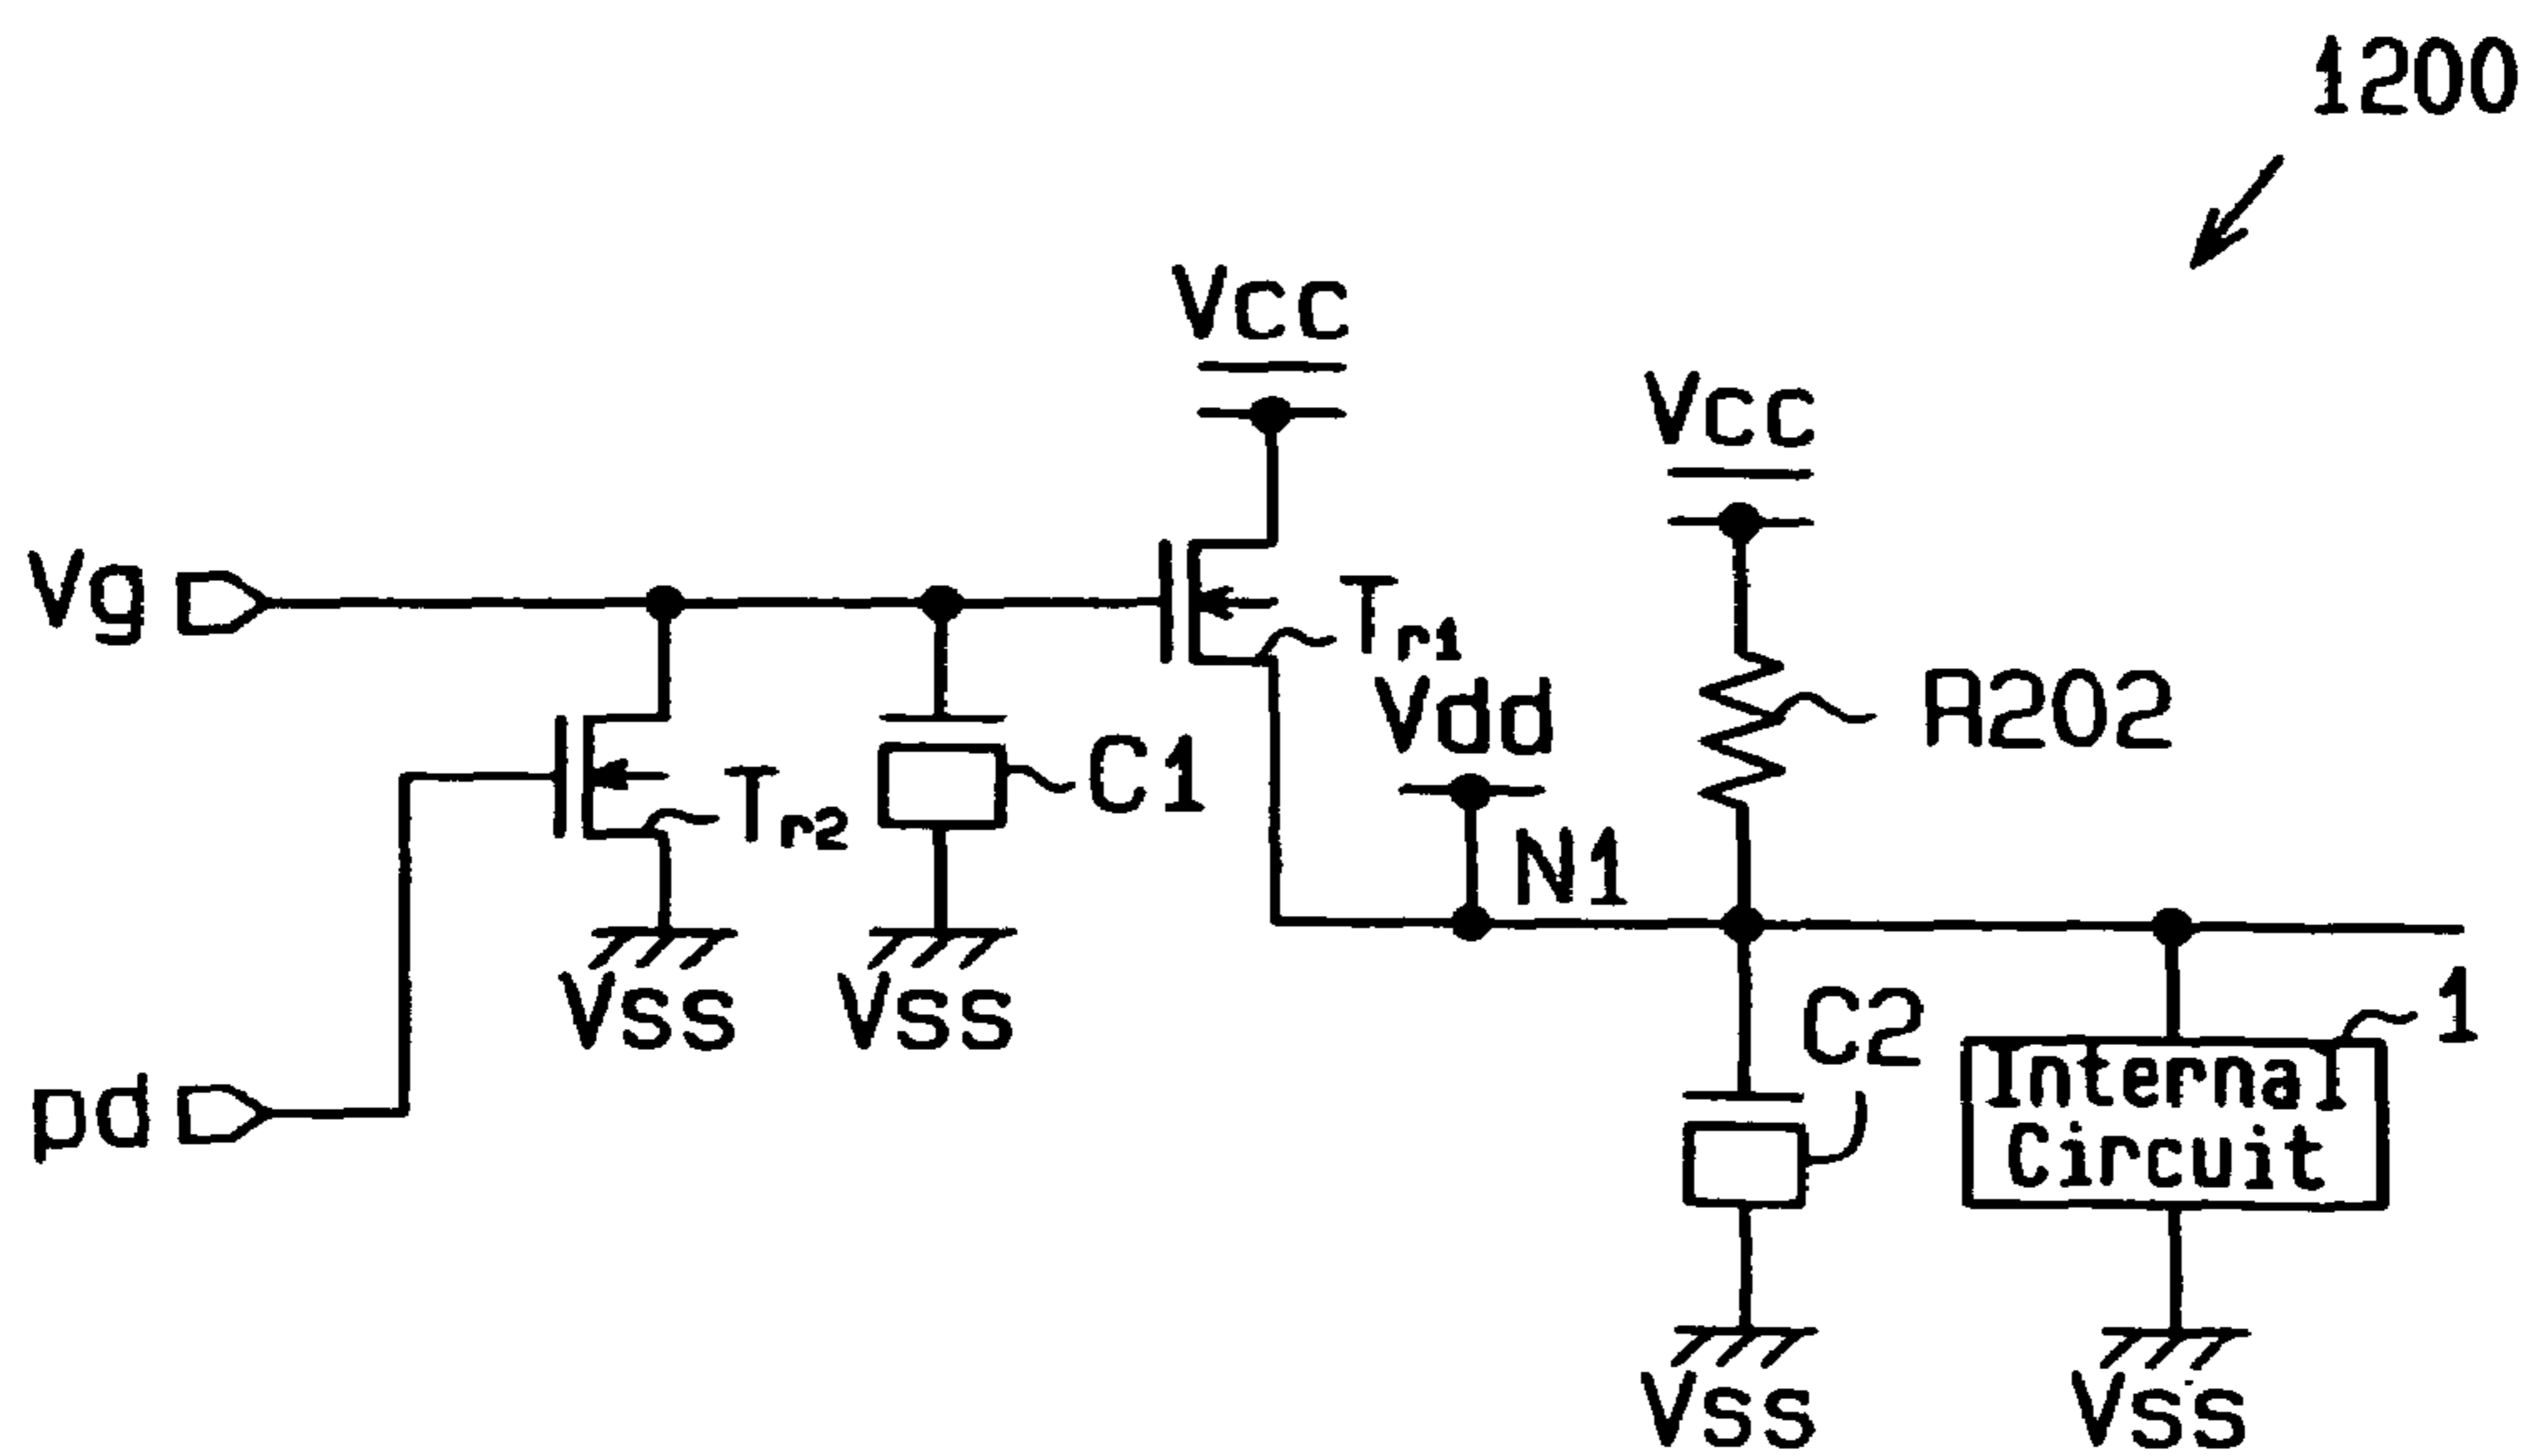 1200
Vcc
Vcc
Vg
Tr1
Vdd
R202
C1
Tr2
N1
Vss
Vss
C2
1
pd
Internal
Circuit
Vss
Vss